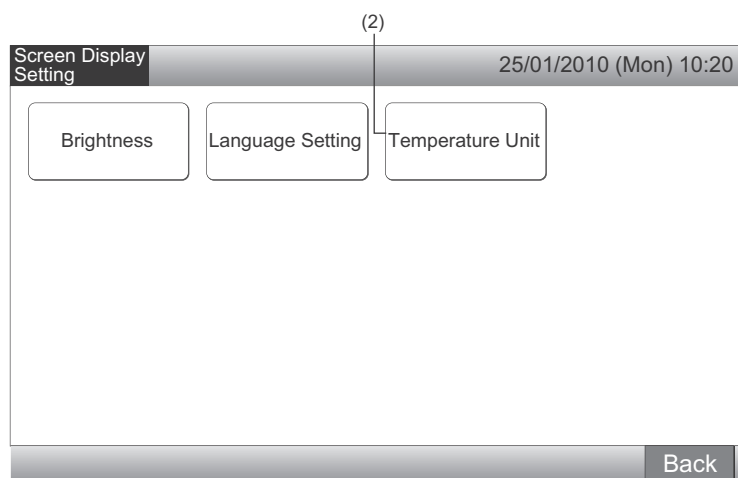 (2)
Screen Display
Setting
25/01/2010 (Mon) 10:20
Brightness
Language Setting
Temperature Unit
Back